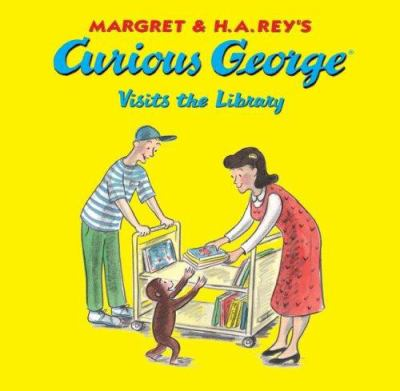 MARGRET & H.A.REY'S
Curious George®
Visits the Library